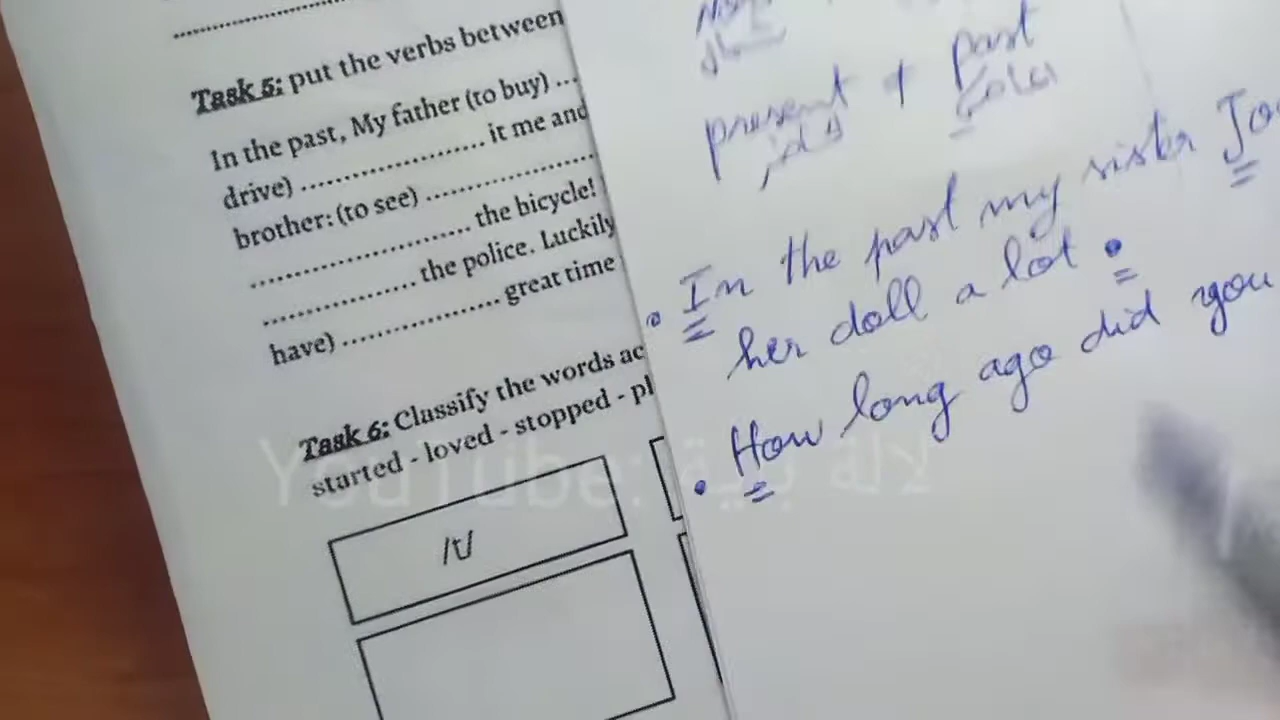 Task 5: put the verbs between
In the past, My father (to buy) ...
drive) ........................ it me and
brother: (to see) ......................
............................ the bicycle!
.................... the police. Luckily
have) .................... great time
Task 6: Classify the words ac
started - loved - stopped - pl
/t/
present & past
In the past my sister Jo
her doll a lot.
How long ago did you
YouTube: